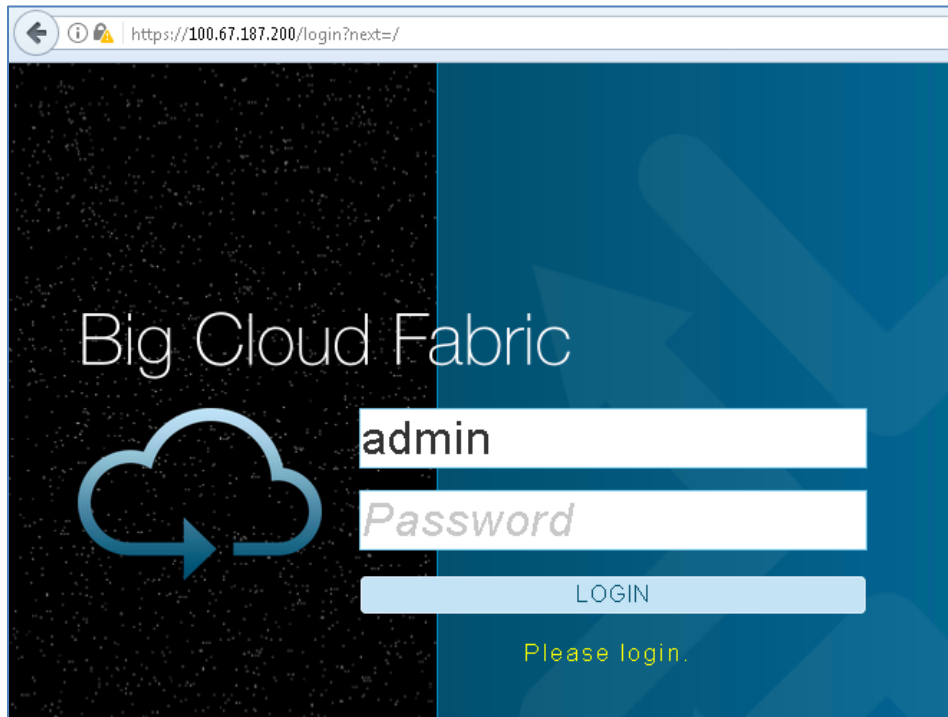 https://100.67.187.200/login?next=/
Big Cloud Fabric
admin
Password
LOGIN
Please login.